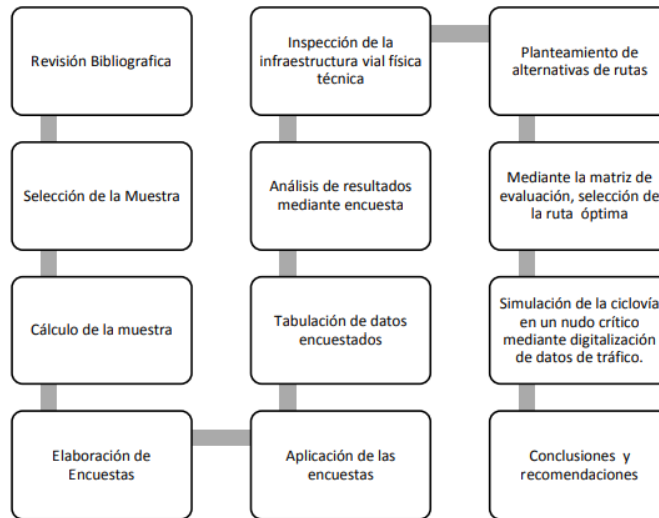 Revisión Bibliografica
Selección de la Muestra
Cálculo de la muestra
Elaboración de
Encuestas
Aplicación de las
encuestas
Tabulación de datos
encuestados
Análisis de resultados
mediante encuesta
Inspección de la
infraestructura vial física
técnica
Planteamiento de
alternativas de rutas
Mediante la matriz de
evaluación, selección de
la ruta óptima
Simulación de la ciclovía
en un nudo crítico
mediante digitalización
de datos de tráfico.
Conclusiones y
recomendaciones